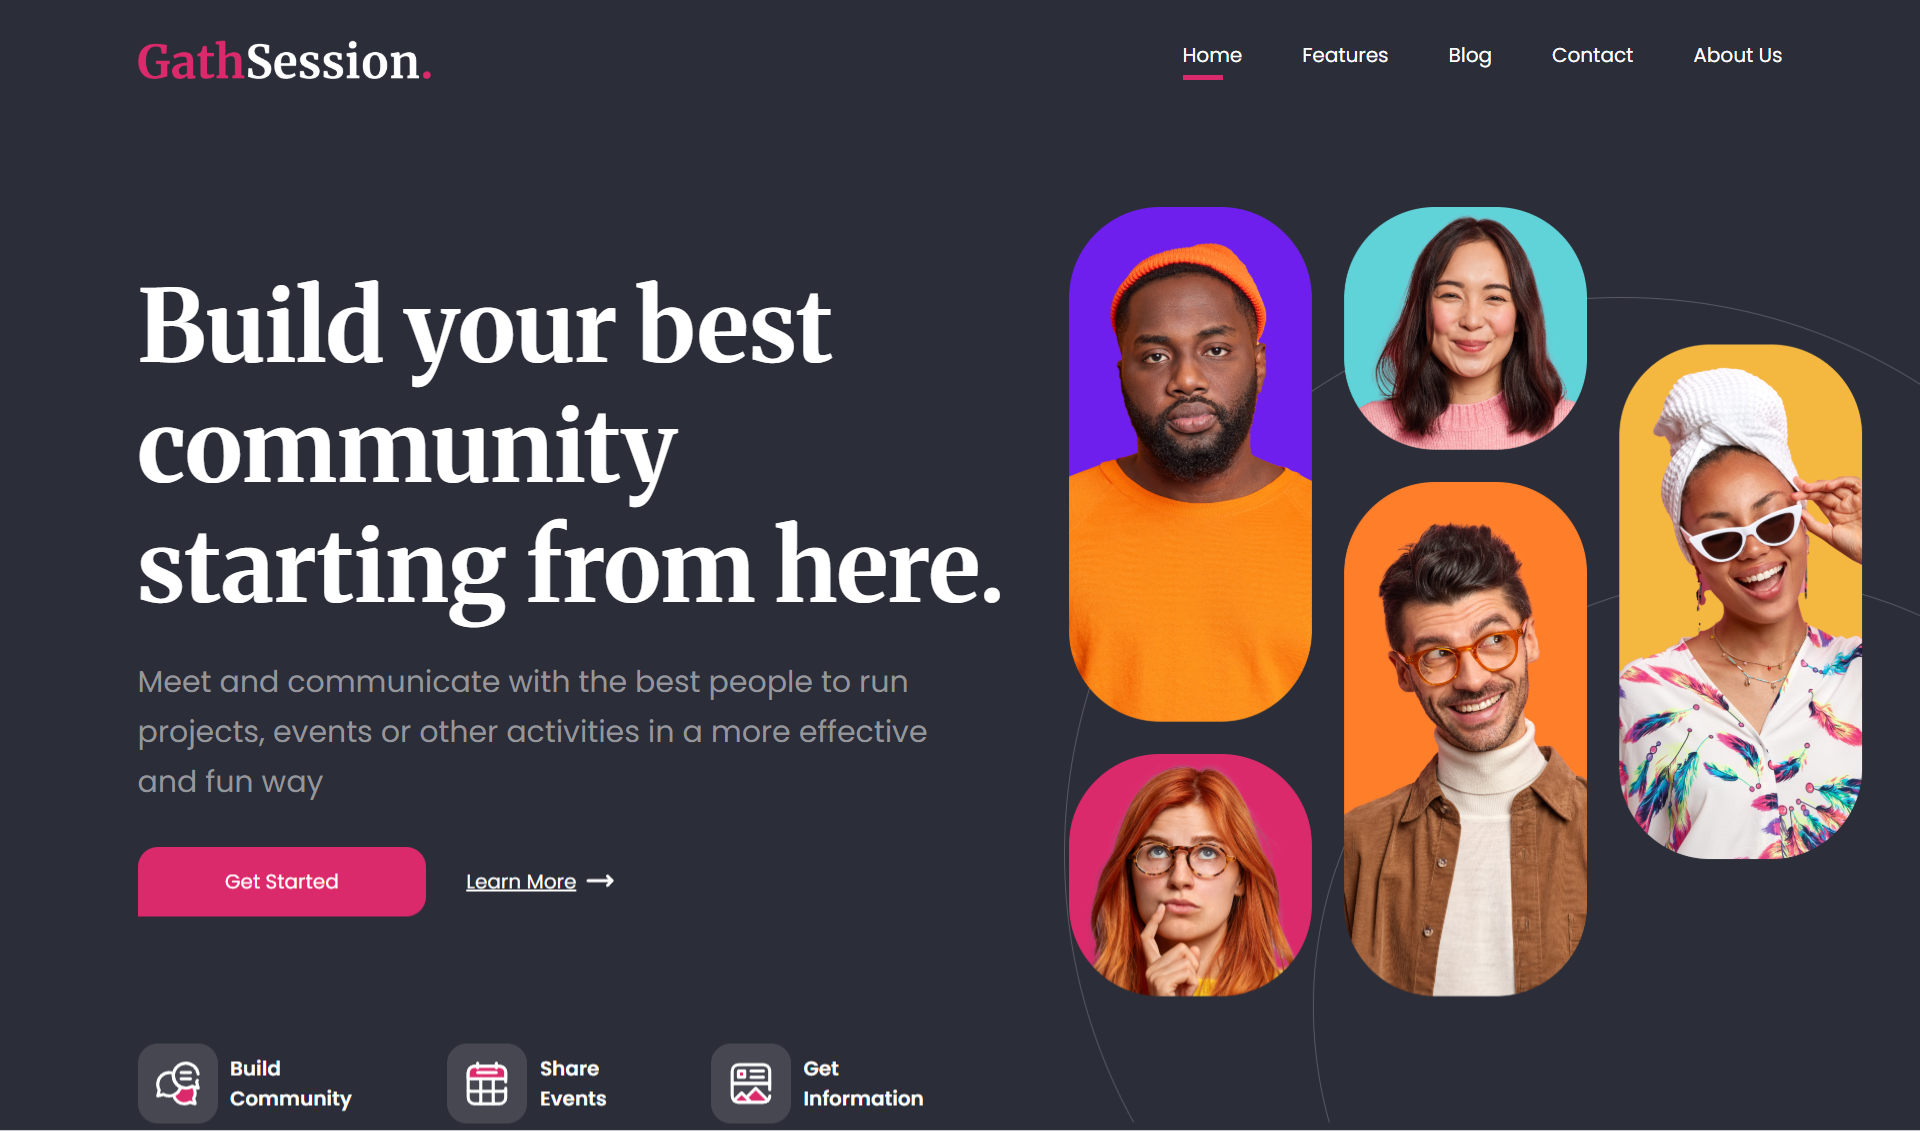 GathSession.
Home Features Blog Contact About Us
Build your best
community
starting from here.
Meet and communicate with the best people to run
projects, events or other activities in a more effective
and fun way
Get Started
Learn More
Build
Community
Share
Events
Get
Information